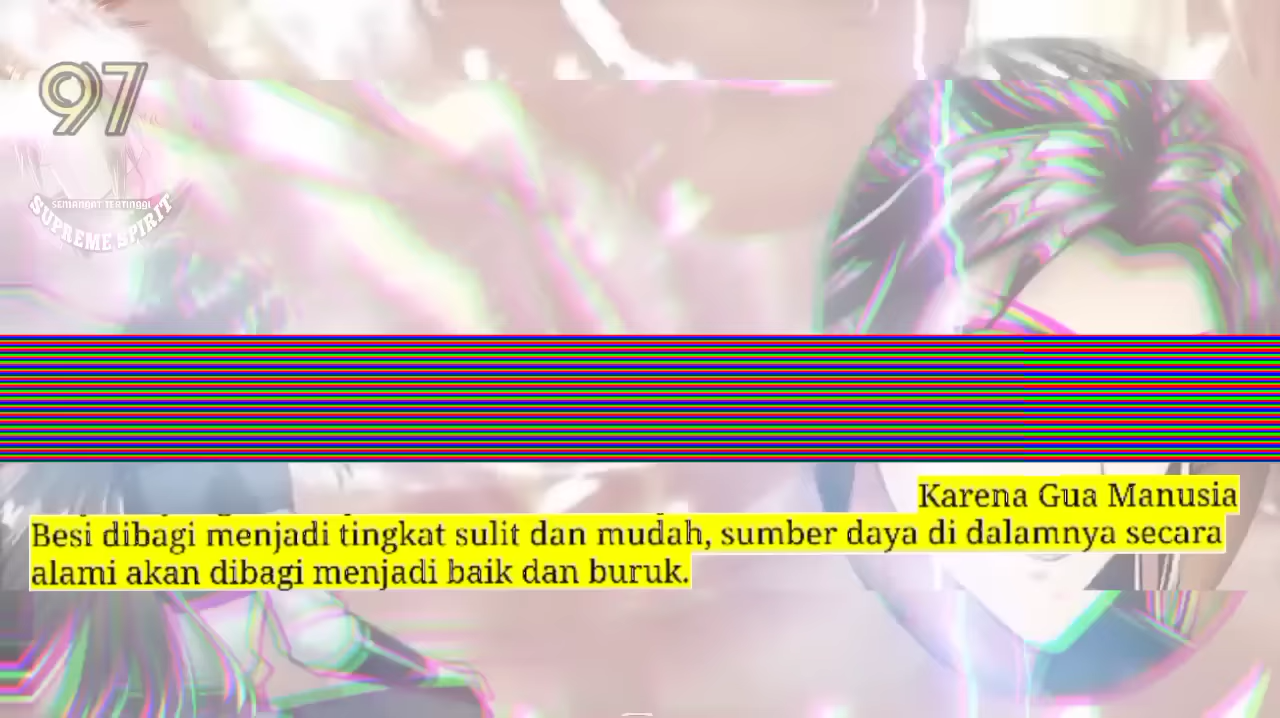 97
SEMANGAT TERTINGGI
SUPREME SPIRIT
Karena Gua Manusia
Besi dibagi menjadi tingkat sulit dan mudah, sumber daya di dalamnya secara
alami akan dibagi menjadi baik dan buruk.